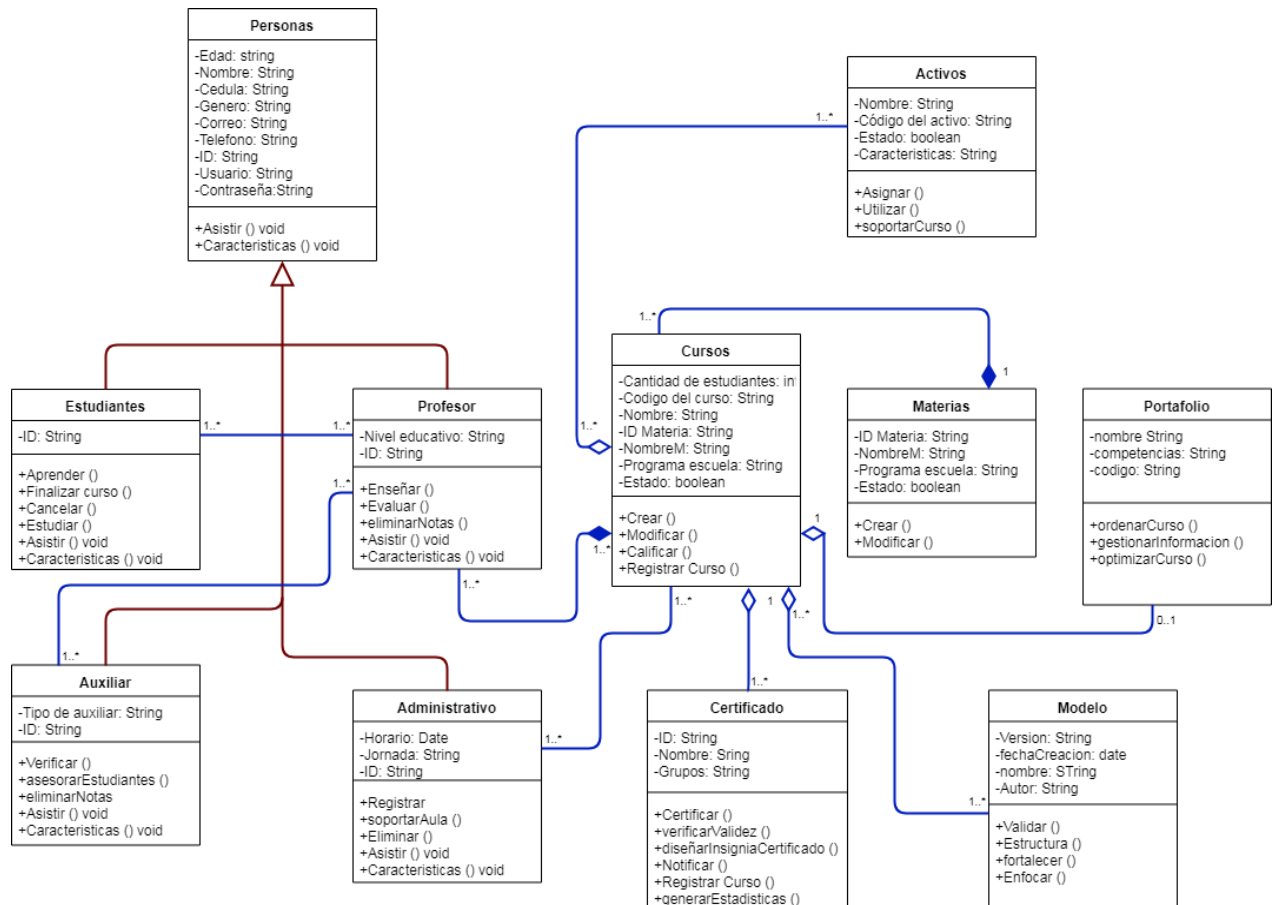 Personas
-Edad: string
-Nombre: String
-Cedula: String
-Genero: String
-Correo: String
-Telefono: String
-ID: String
-Usuario: String
-Contraseña:String
+Asistir () void
+Caracteristicas () void
Activos
-Nombre: String
-Código del activo: String
-Estado: boolean
-Caracteristicas: String
+Asignar ()
+Utilizar ()
+soportarCurso ()
1..*
1..*
1..*
1
Estudiantes
-ID: String
+Aprender ()
+Finalizar curso ()
+Cancelar ()
+Estudiar ()
+Asistir () void
+Caracteristicas () void
1..*
1..*
1..*
Profesor
-Nivel educativo: String
-ID: String
+Enseñar ()
+Evaluar ()
+eliminarNotas ()
+Asistir () void
+Caracteristicas () void
1..*
1..*
Cursos
-Cantidad de estudiantes: int
-Codigo del curso: String
-Nombre: String
-ID Materia: String
-NombreM: String
-Programa escuela: String
-Estado: boolean
+Crear ()
+Modificar ()
+Calificar ()
+Registrar Curso ()
Materias
-ID Materia: String
-NombreM: String
-Programa escuela: String
-Estado: boolean
+Crear ()
+Modificar ()
Portafolio
-nombre String
-competencias: String
-codigo: String
+ordenarCurso ()
+gestionarInformacion ()
+optimizarCurso ()
1
0..1
1..*
1
1..*
1..*
1..*
1..*
1..*
Auxiliar
-Tipo de auxiliar: String
-ID: String
+Verificar ()
+asesorarEstudiantes ()
+eliminarNotas
+Asistir () void
+Caracteristicas () void
Administrativo
-Horario: Date
-Jornada: String
-ID: String
+Registrar
+soportarAula ()
+Eliminar ()
+Asistir () void
+Caracteristicas () void
Certificado
-ID: String
-Nombre: Sring
-Grupos: String
+Certificar ()
+verificarValidez ()
+diseñarInsigniaCertificado ()
+Notificar ()
+Registrar Curso ()
+generarEstadisticas ()
Modelo
-Version: String
-fechaCreacion: date
-nombre: STring
-Autor: String
+Validar ()
+Estructura ()
+fortalecer ()
+Enfocar ()